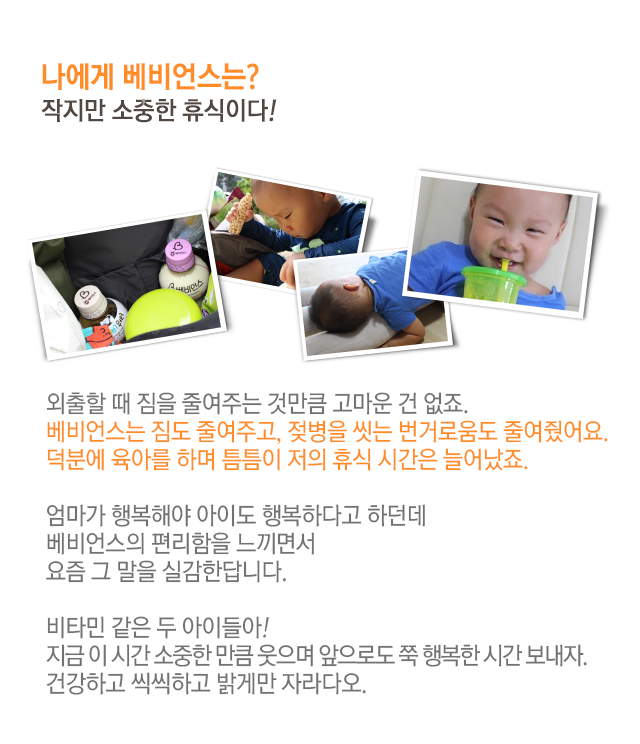 나에게 베비언스는?
작지만 소중한 휴식이다!
베비언스
외출할 때 짐을 줄여주는 것만큼 고마운 건 없죠.
베비언스는 짐도 줄여주고, 젖병을 씻는 번거로움도 줄여줬어요.
덕분에 육아를 하며 틈틈이 저의 휴식 시간은 늘어났죠.
엄마가 행복해야 아이도 행복하다고 하던데
베비언스의 편리함을 느끼면서
요즘 그 말을 실감한답니다.
비타민 같은 두 아이들아!
지금 이 시간 소중한 만큼 웃으며 앞으로도 쭉 행복한 시간 보내자.
건강하고 씩씩하고 밝게만 자라다오.